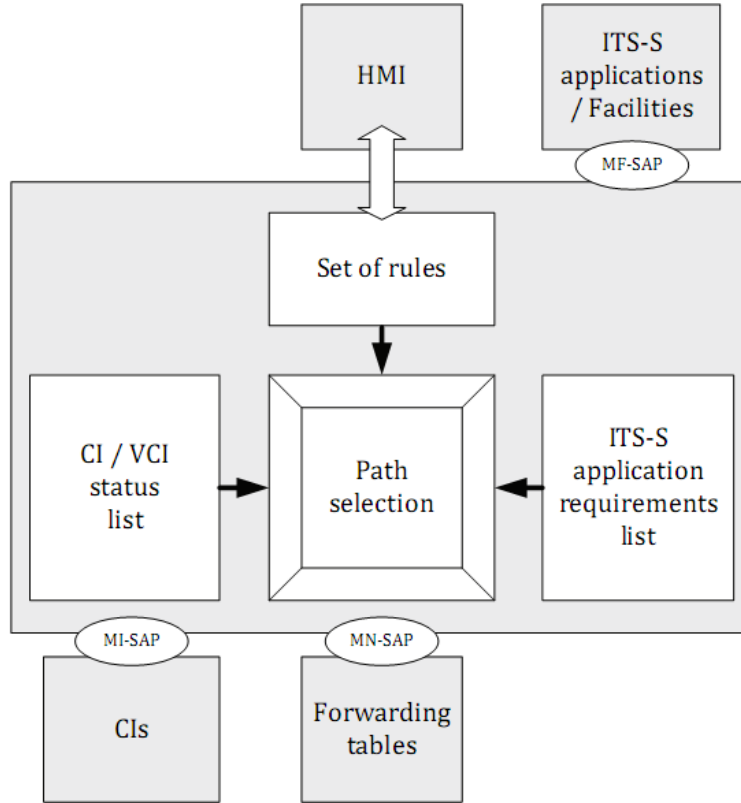 HMI
ITS-S
applications
/ Facilities
MF-SAP
Set of rules
CI / VCI
status
list
Path
selection
ITS-S
application
requirements
list
MI-SAP
MN-SAP
CIs
Forwarding
tables